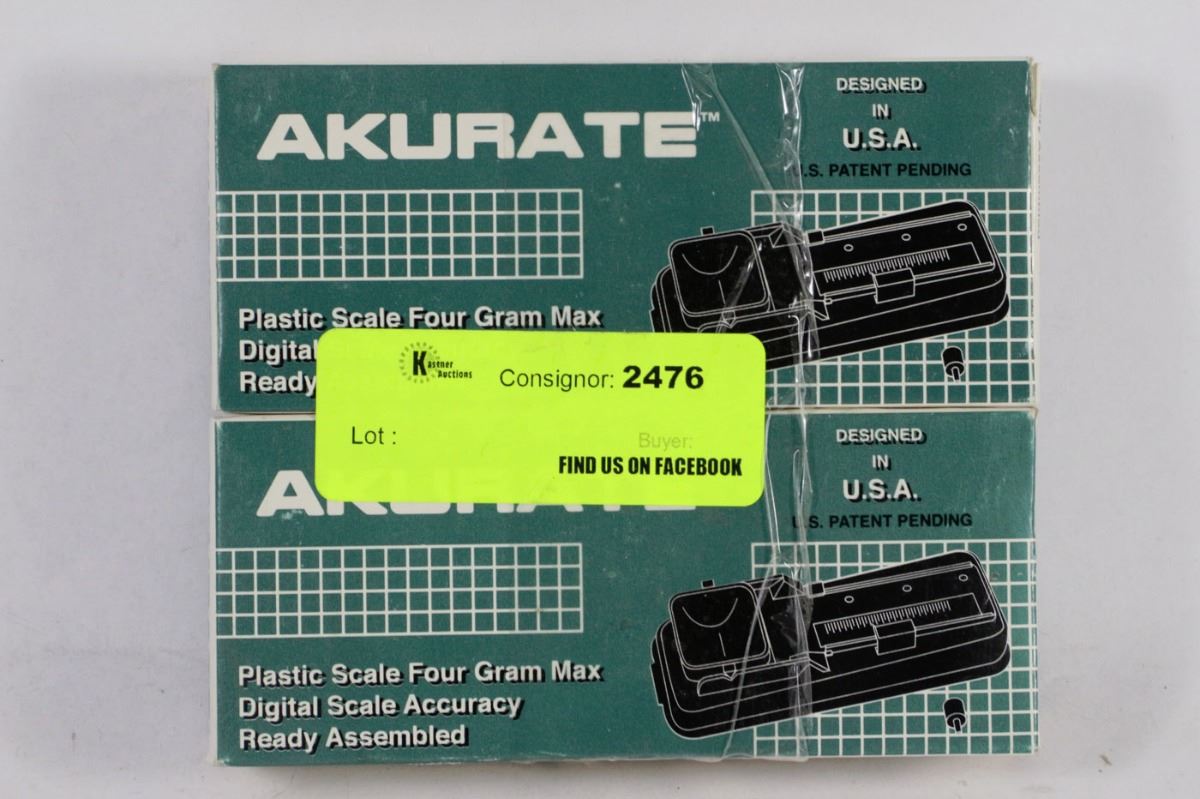 AKURATE™
DESIGNED
IN
U.S.A.
U.S. PATENT PENDING
Plastic Scale Four Gram Max
Digital
Ready
Kastner
Auctions
Consignor: 2476
Lot :
Buyer:
FIND US ON FACEBOOK
AKURATE
DESIGNED
IN
U.S.A.
U.S. PATENT PENDING
Plastic Scale Four Gram Max
Digital Scale Accuracy
Ready Assembled